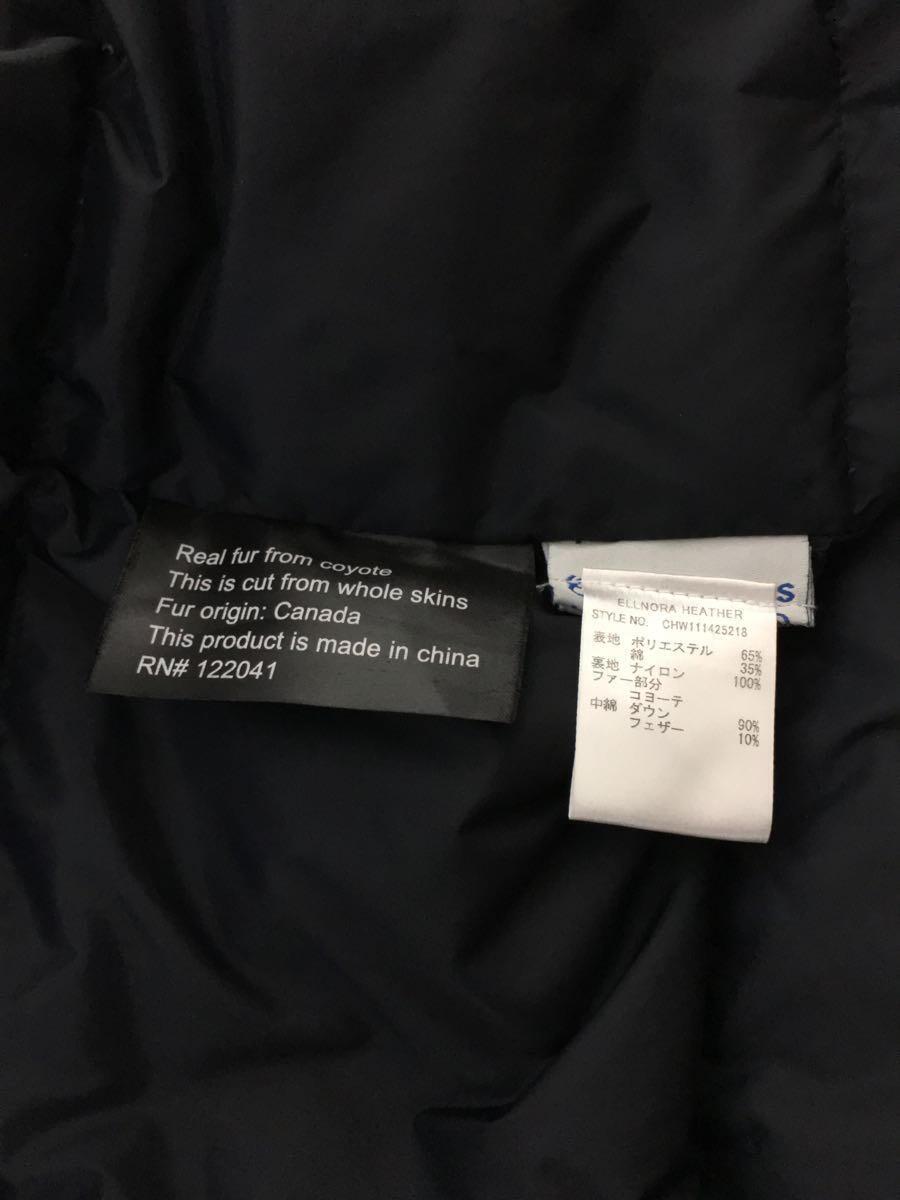 Real fur from coyote
This is cut from whole skins
Fur origin: Canada
This product is made in china
RN# 122041
ELLNORA HEATHER
STYLE NO. CHW111425218
表地 ポリエステル 65%
綿 35%
裏地 ナイロン 100%
ファー部分
コヨーテ
中綿 ダウン 90%
フェザー 10%